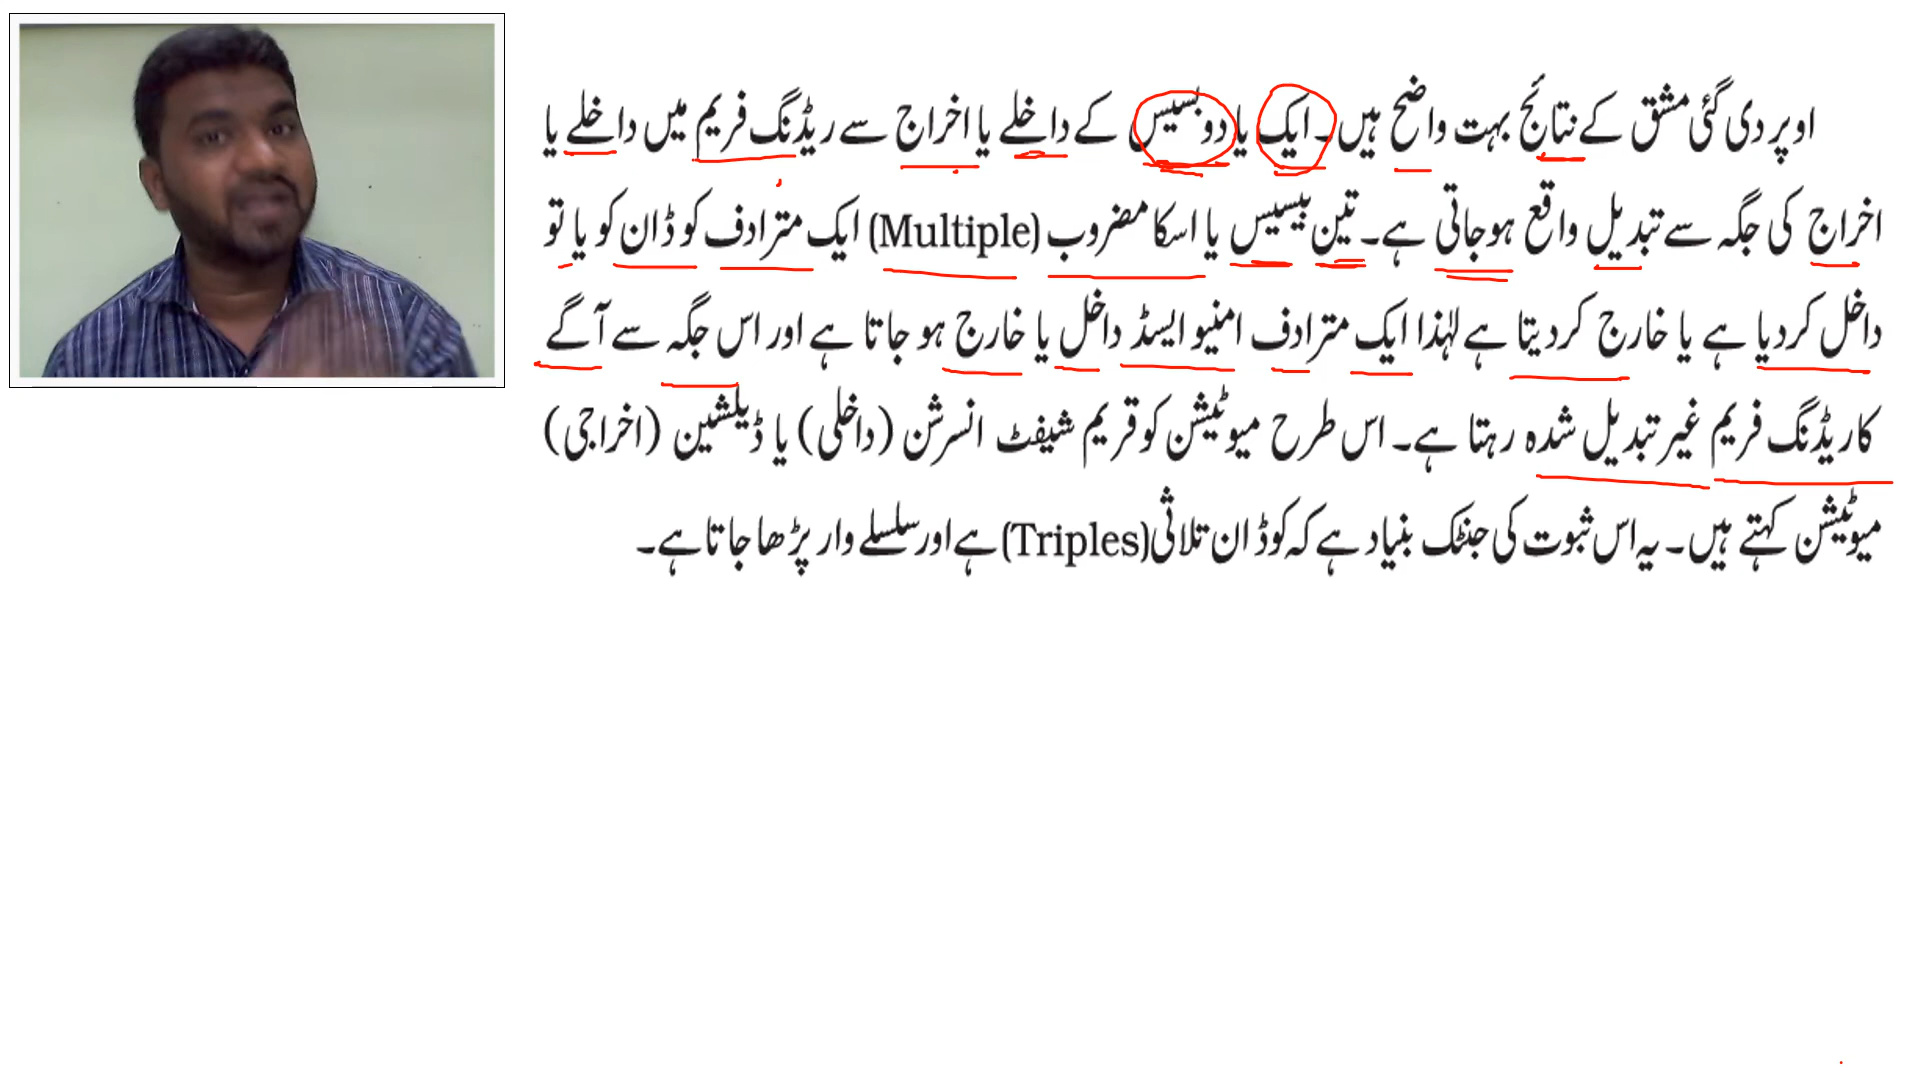 اوپر دی گئی مشق کے نتائج بہت واضح ہیں۔ ایک یا دو بسیس کے داخلے یا اخراج سے ریڈنگ فریم میں داخلے یا
اخراج کی جگہ سے تبدیل واقع ہوجاتی ہے۔ تین بیسیس یا اسکا مضروب (Multiple) ایک مترادف کوڈان کو یا تو
داخل کردیا ہے یا خارج کردیتا ہے لہٰذا ایک مترادف امنیو ایسڈ داخل یا خارج ہو جاتا ہے اور اس جگہ سے آگے
کا ریڈنگ فریم غیر تبدیل شدہ رہتا ہے۔ اس طرح میوٹیشن کو قریم شیفٹ انسرشن (داخلی) یا ڈیلشین (اخراجی)
میوٹیشن کہتے ہیں۔ یہ اس ثبوت کی جنٹک بنیاد ہے کہ کوڈان تلاثی (Triples) ہے اور سلسلے وار پڑھا جاتا ہے۔